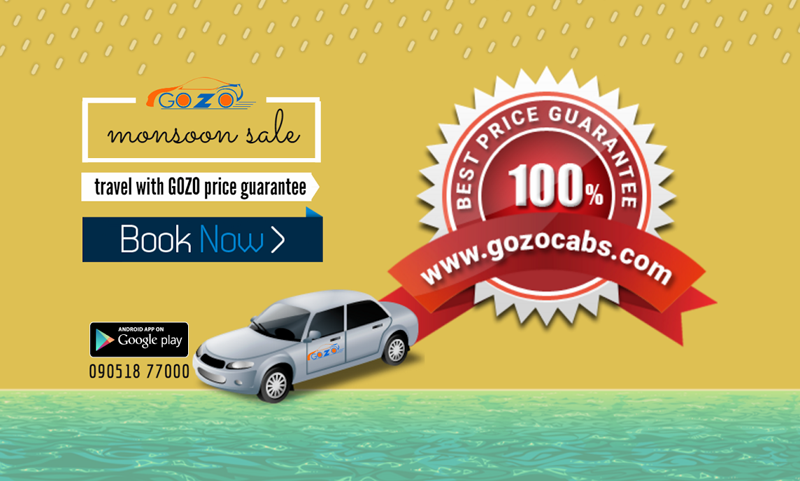 GOZO
monsoon sale
travel with GOZO price guarantee
Book Now >
ANDROID APP ON
Google play
090518 77000
GOZO
BEST PRICE GUARANTEE
100%
www.gozocabs.com